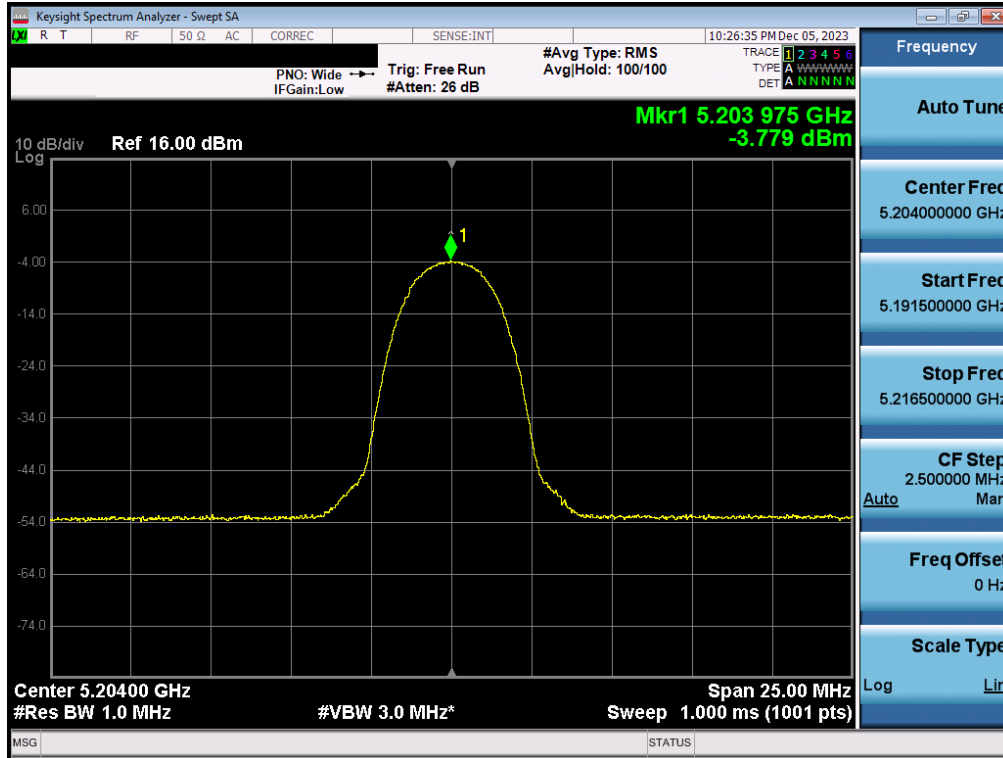 Keysight Spectrum Analyzer - Swept SA
LXI R T RF 50 Ω AC CORREC SENSE:INT 10:26:35 PM Dec 05, 2023
PNO: Wide
IFGain:Low
Trig: Free Run
#Atten: 26 dB
#Avg Type: RMS
Avg|Hold: 100/100
TRACE 1 2 3 4 5 6
TYPE A WWWWW
DET A N N N N N
Mkr1 5.203 975 GHz
-3.779 dBm
10 dB/div Ref 16.00 dBm
Log
6.00
1
-4.00
-14.0
-24.0
-34.0
-44.0
-54.0
-64.0
-74.0
Center 5.20400 GHz Span 25.00 MHz
#Res BW 1.0 MHz #VBW 3.0 MHz* Sweep 1.000 ms (1001 pts)
MSG STATUS
Frequency
Auto Tune
Center Freq
5.204000000 GHz
Start Freq
5.191500000 GHz
Stop Freq
5.216500000 GHz
CF Step
2.500000 MHz
Auto Man
Freq Offset
0 Hz
Scale Type
Log Lin